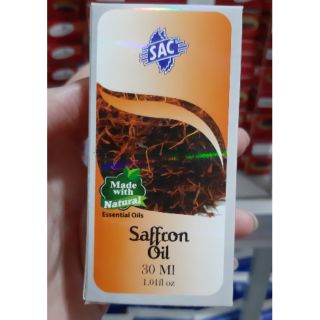 SAC
Made
with
Natural
Essential Oils
Saffron
Oil
30 Ml
1.01fl oz